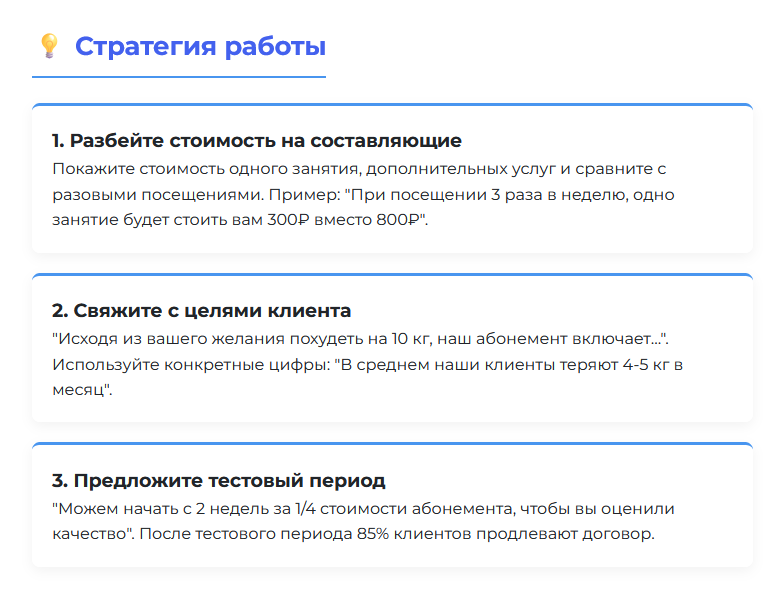 Стратегия работы
1. Разбейте стоимость на составляющие
Покажите стоимость одного занятия, дополнительных услуг и сравните с
разовыми посещениями. Пример: "При посещении 3 раза в неделю, одно
занятие будет стоить вам 300₽ вместо 800₽".
2. Свяжите с целями клиента
"Исходя из вашего желания похудеть на 10 кг, наш абонемент включает...".
Используйте конкретные цифры: "В среднем наши клиенты теряют 4-5 кг в
месяц".
3. Предложите тестовый период
"Можем начать с 2 недель за 1/4 стоимости абонемента, чтобы вы оценили
качество". После тестового периода 85% клиентов продлевают договор.